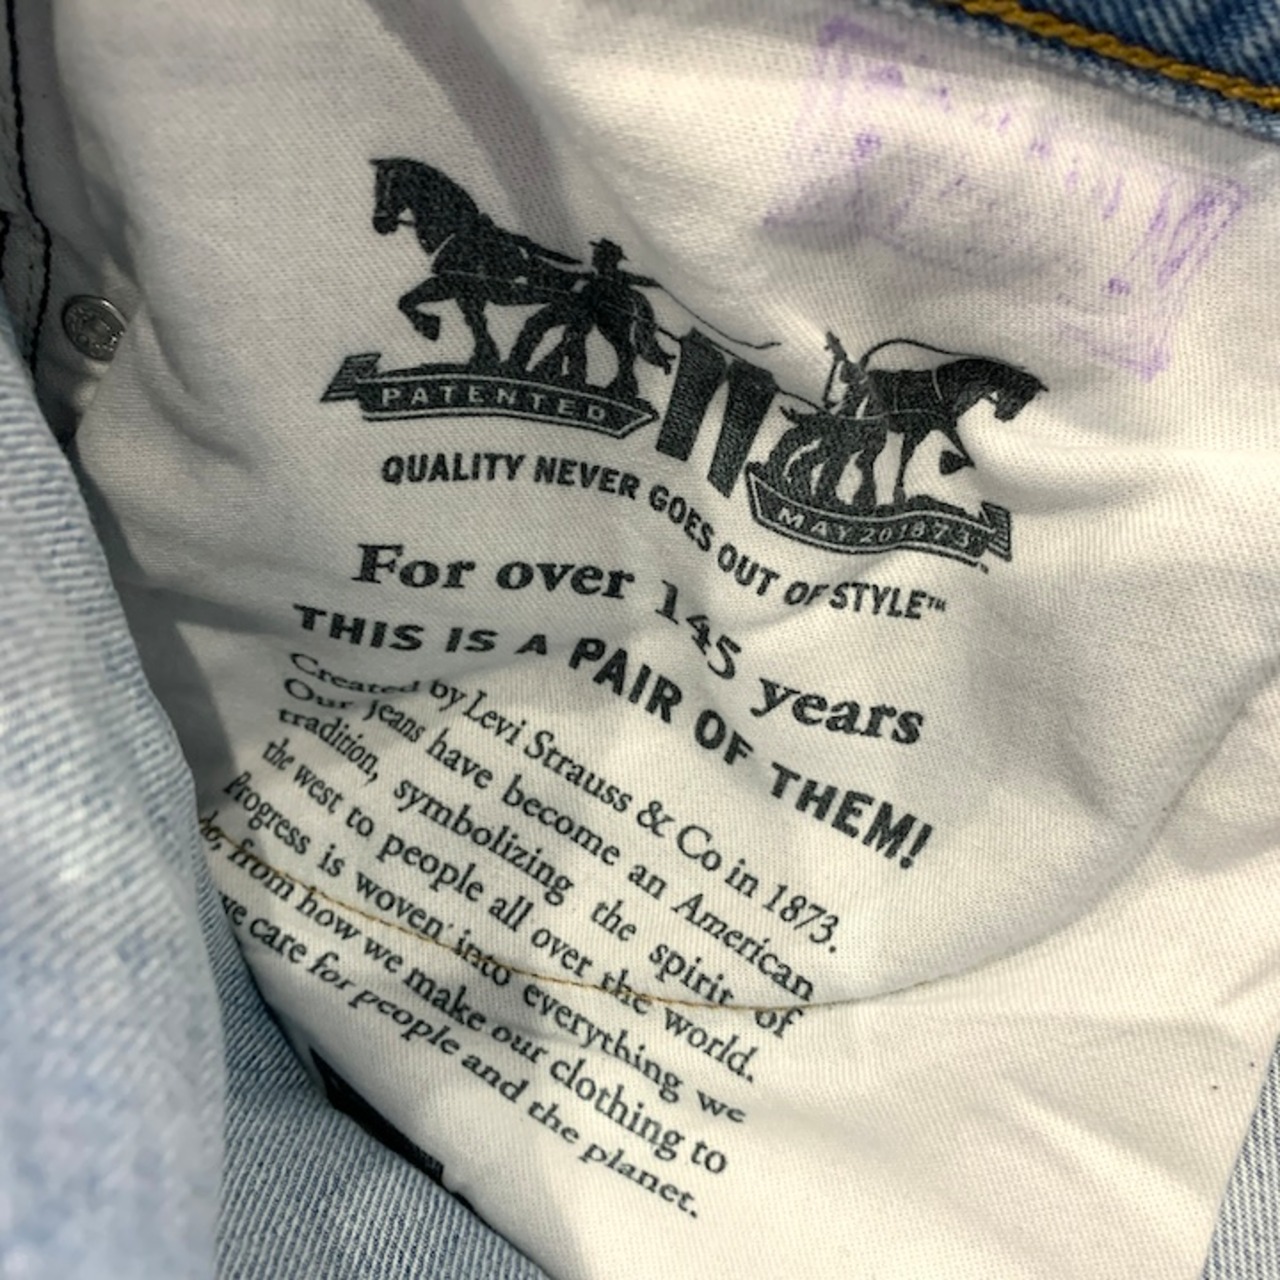 PATENTED
MAY 20 1873
QUALITY NEVER GOES OUT OF STYLE™
For over 145 years
THIS IS A PAIR OF THEM!
Created by Levi Strauss & Co in 1873.
Our jeans have become an American
tradition, symbolizing the spirit of
the west to people all over the world.
Progress is woven into everything we
do, from how we make our clothing to
we care for people and the planet.